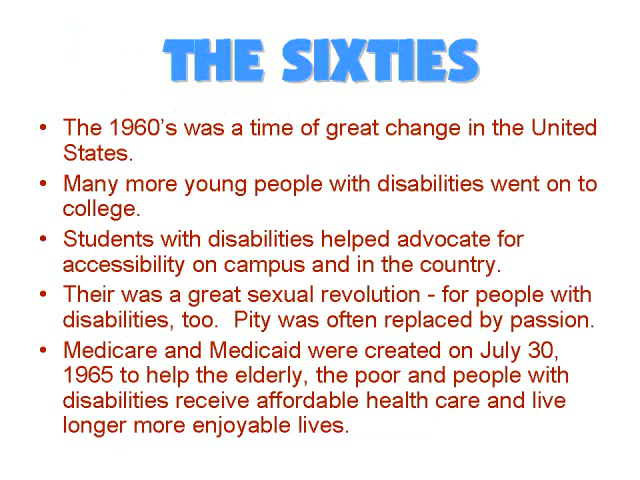 THE SIXTIES
• The 1960's was a time of great change in the United
States.
• Many more young people with disabilities went on to
college.
• Students with disabilities helped advocate for
accessibility on campus and in the country.
• Their was a great sexual revolution - for people with
disabilities, too.  Pity was often replaced by passion.
• Medicare and Medicaid were created on July 30,
1965 to help the elderly, the poor and people with
disabilities receive affordable health care and live
longer more enjoyable lives.